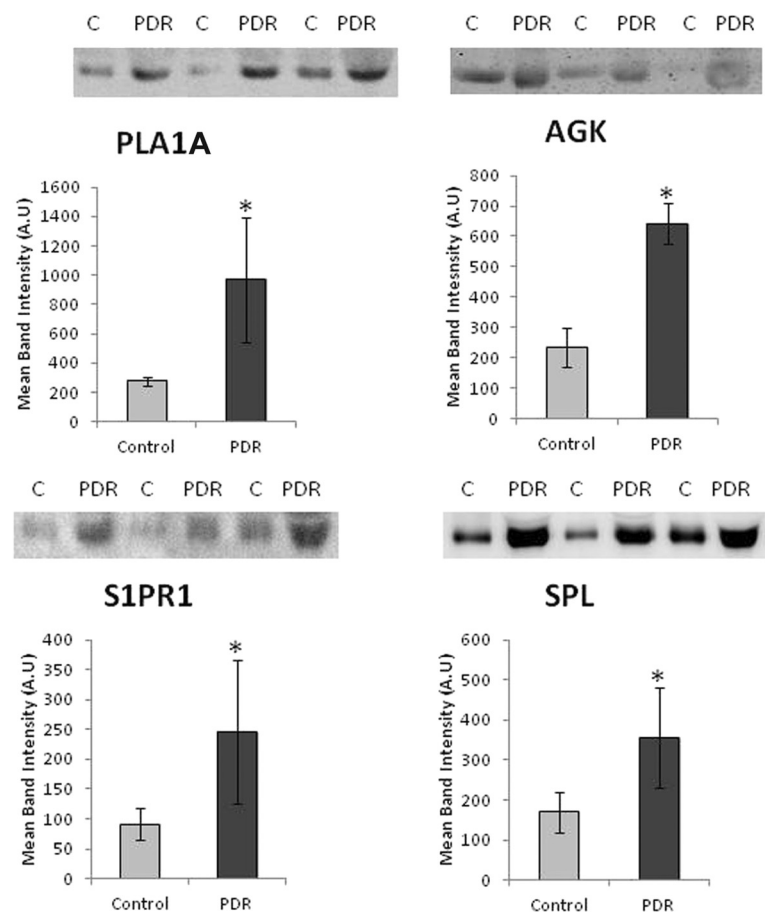 C PDR C PDR C PDR
PLA1A
Mean Band Intensity (A.U)
1600
1400
1200
1000
800
600
400
200
0
*
Control PDR
C PDR C PDR C PDR
AGK
Mean Band Intesnsity (A.U)
800
700
600
500
400
300
200
100
0
*
Control PDR
C PDR C PDR C PDR
S1PR1
Mean Band Intensity (A.U)
400
350
300
250
200
150
100
50
0
*
Control PDR
C PDR C PDR C PDR
SPL
Mean Band Intensity (A.U)
600
500
400
300
200
100
0
*
Control PDR